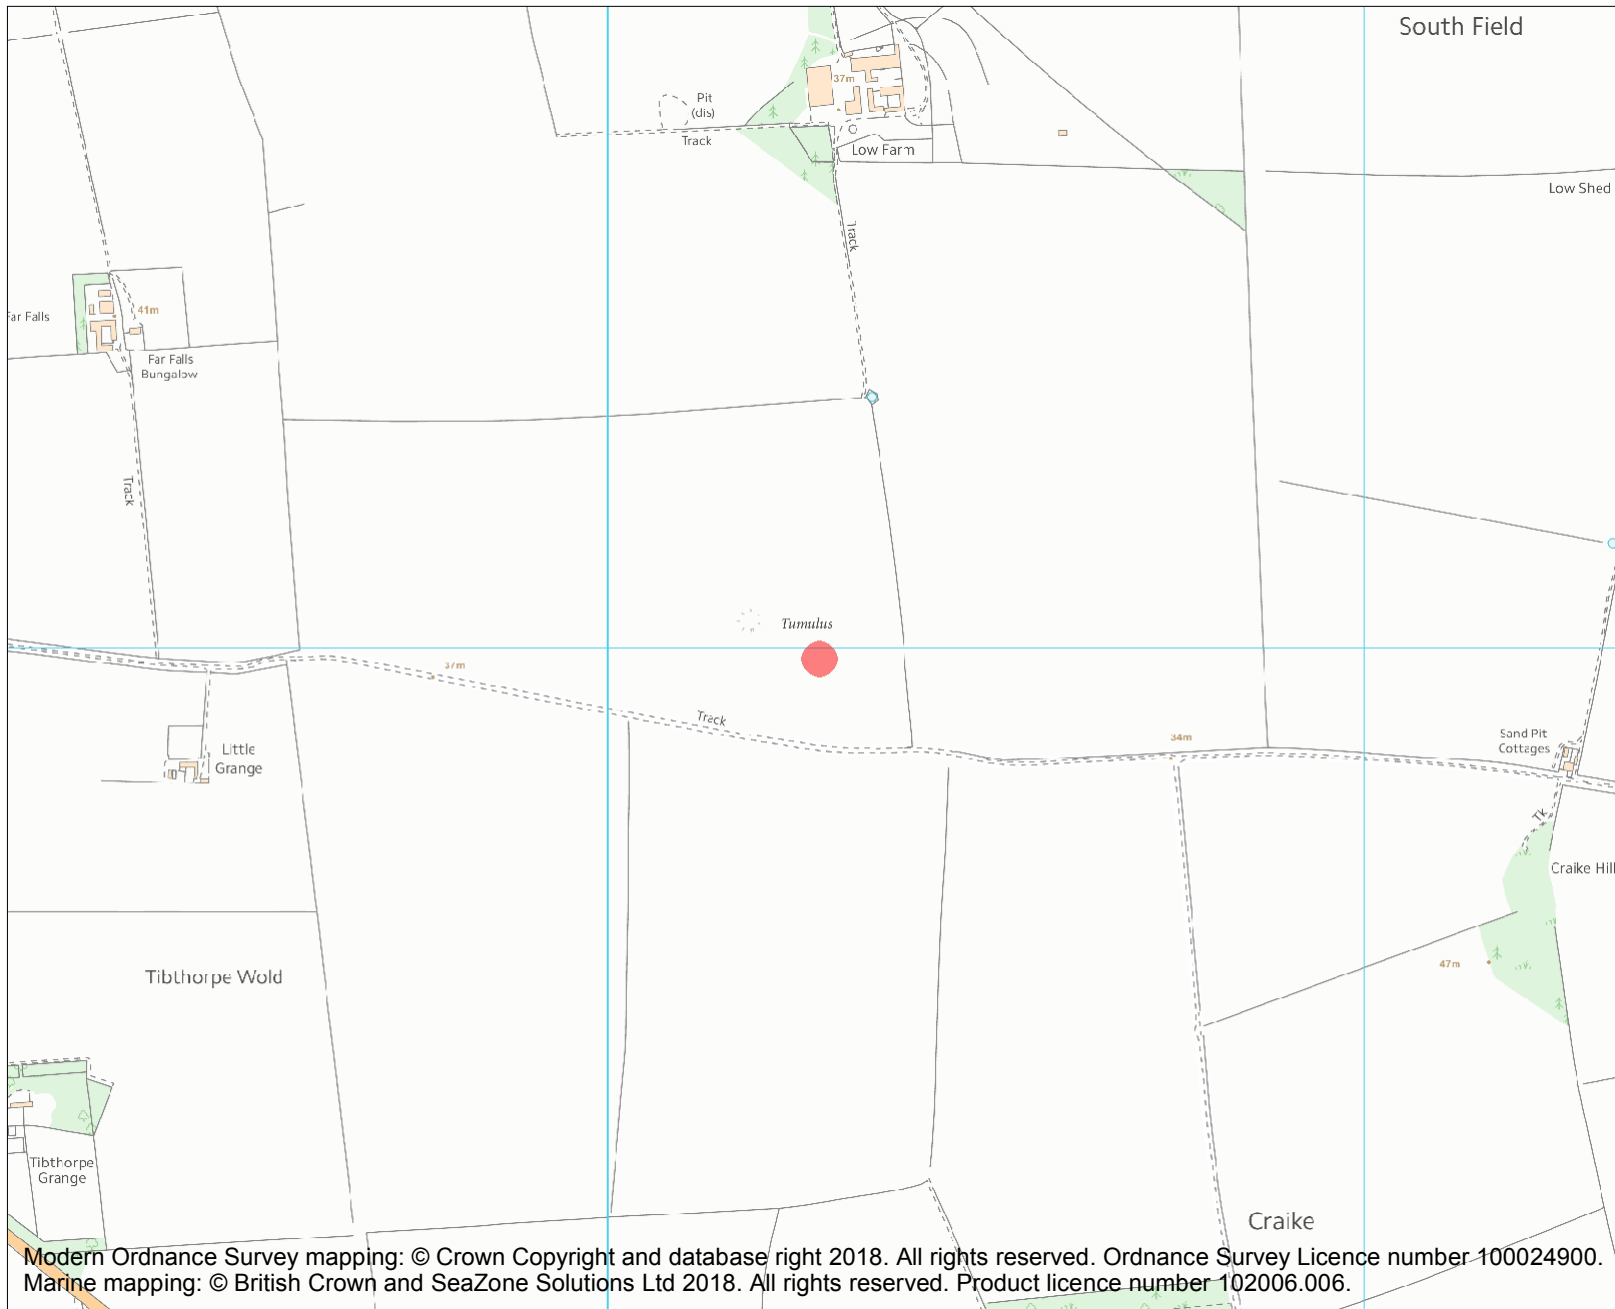 South Field
37m
Pit
(dis)
Track
Low Farm
Low Shed
Track
41m
Far Falls
Far Falls
Bungalow
Track
Tumulus
37m
Track
34m
Sand Pit
Cottages
Little
Grange
Tk
Craike Hill
47m
Tibthorpe Wold
Tibthorpe
Grange
Craike
Modern Ordnance Survey mapping: © Crown Copyright and database right 2018. All rights reserved. Ordnance Survey Licence number 100024900.
Marine mapping: © British Crown and SeaZone Solutions Ltd 2018. All rights reserved. Product licence number 102006.006.